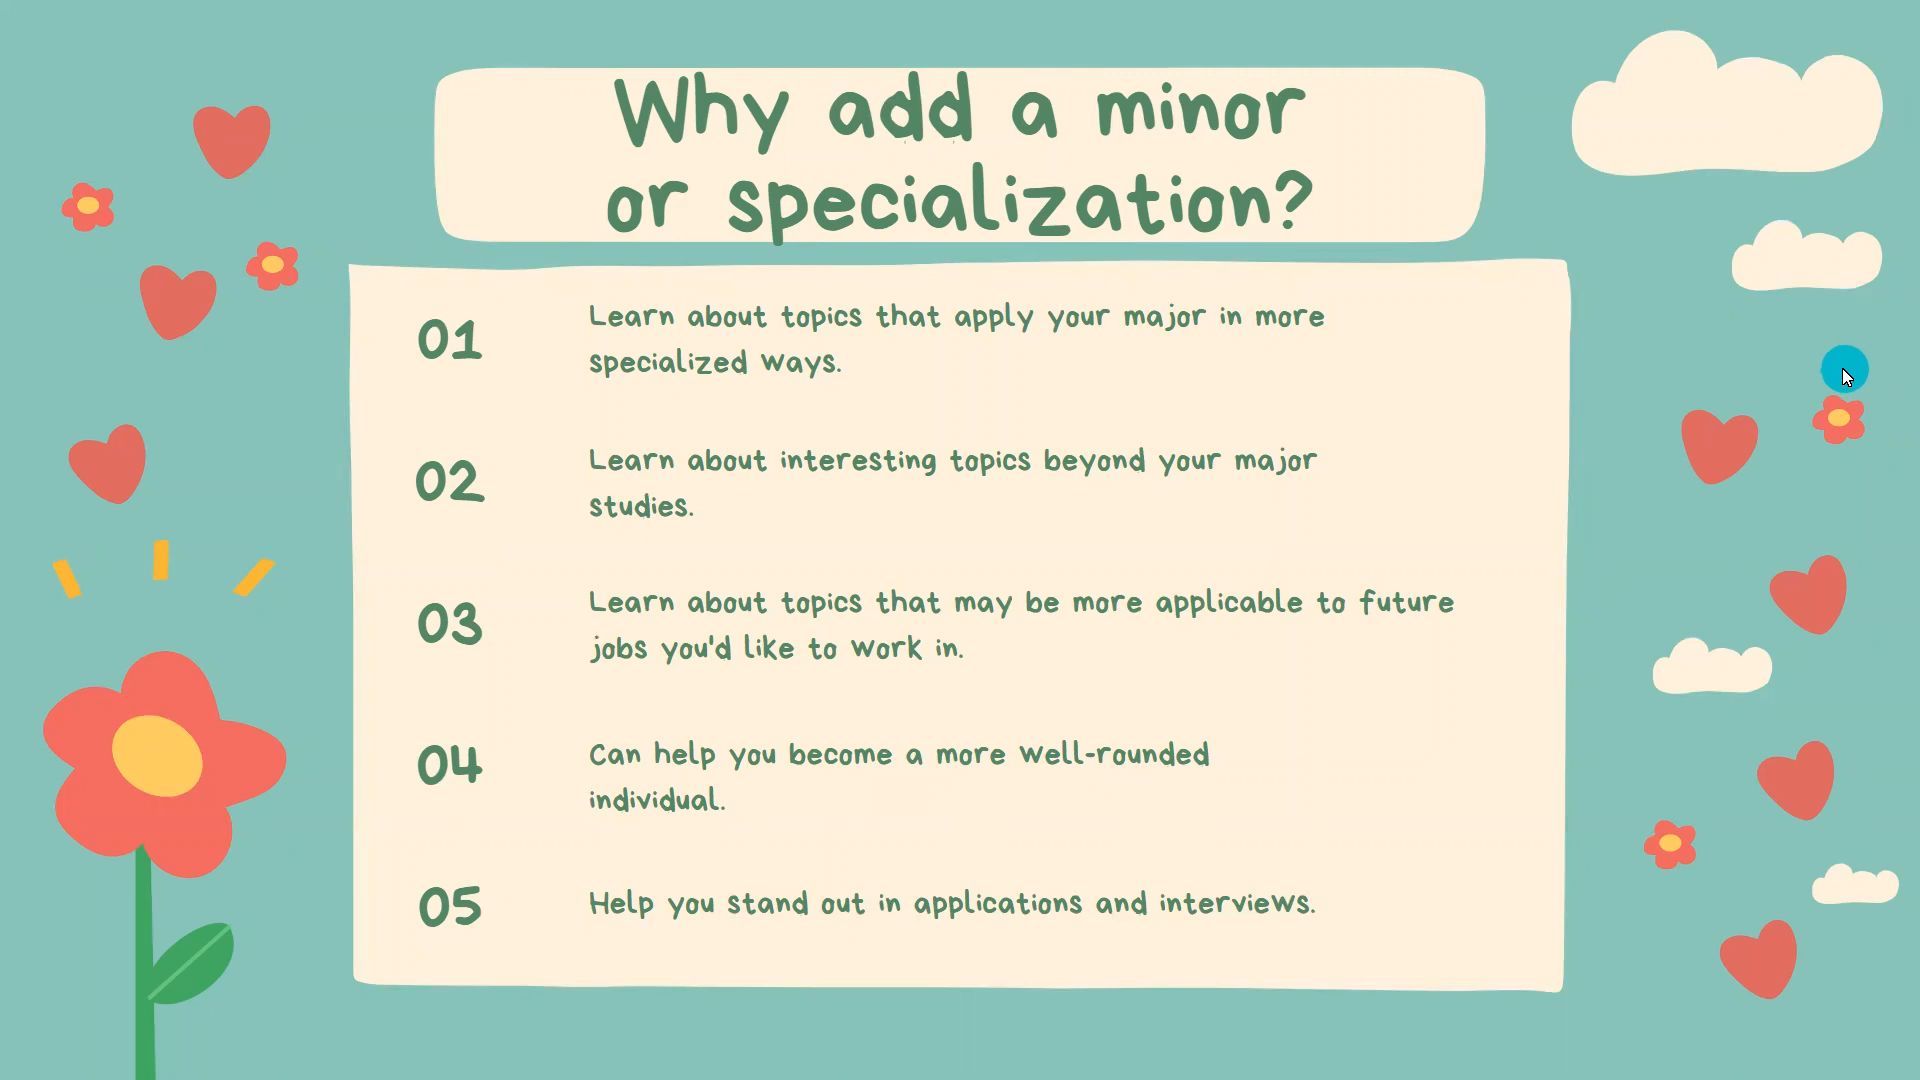 Why add a minor
or specialization?
01
Learn about topics that apply your major in more
specialized ways.
02
Learn about interesting topics beyond your major
studies.
03
Learn about topics that may be more applicable to future
jobs you'd like to work in.
04
Can help you become a more well-rounded
individual.
05
Help you stand out in applications and interviews.